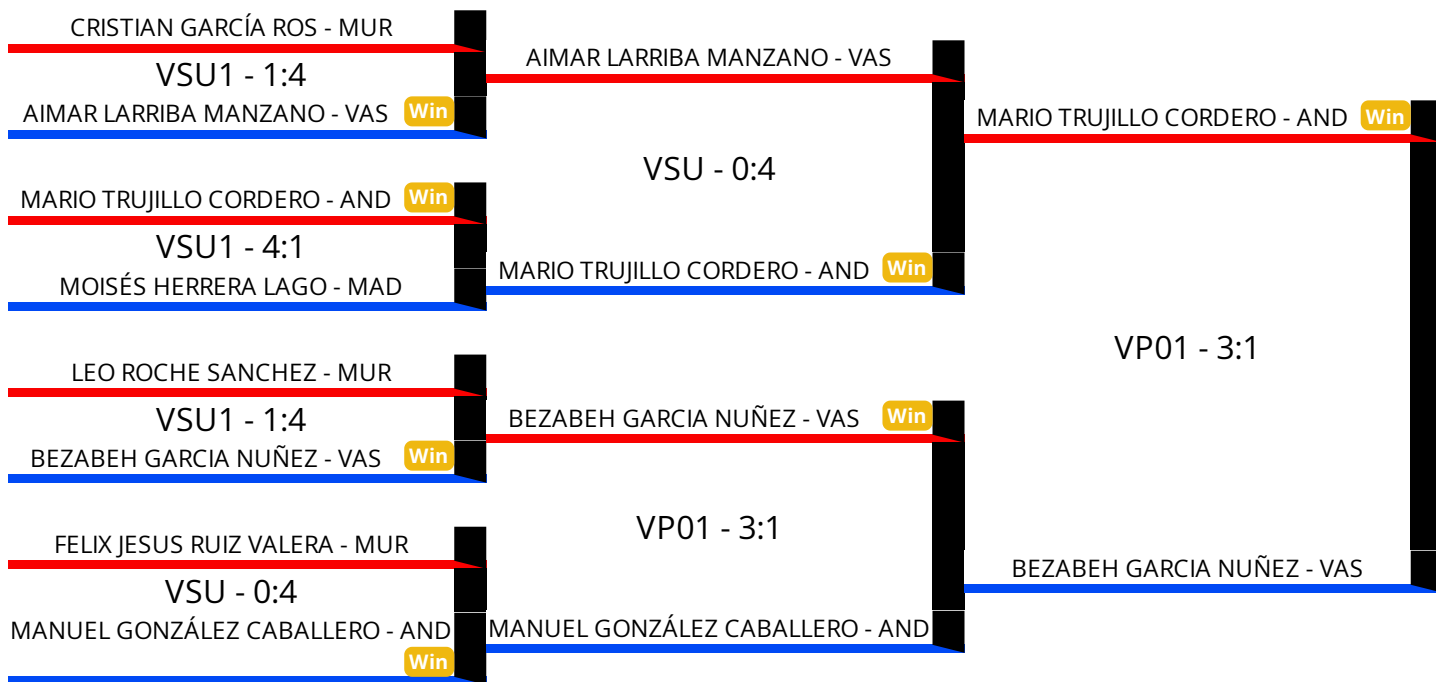 CRISTIAN GARCÍA ROS - MUR
VSU1 - 1:4
AIMAR LARRIBA MANZANO - VAS Win
MARIO TRUJILLO CORDERO - AND Win
VSU1 - 4:1
MOISÉS HERRERA LAGO - MAD
LEO ROCHE SANCHEZ - MUR
VSU1 - 1:4
BEZABEH GARCIA NUÑEZ - VAS Win
FELIX JESUS RUIZ VALERA - MUR
VSU - 0:4
MANUEL GONZÁLEZ CABALLERO - AND
Win
AIMAR LARRIBA MANZANO - VAS
VSU - 0:4
MARIO TRUJILLO CORDERO - AND Win
BEZABEH GARCIA NUÑEZ - VAS Win
VP01 - 3:1
MANUEL GONZÁLEZ CABALLERO - AND
MARIO TRUJILLO CORDERO - AND Win
VP01 - 3:1
BEZABEH GARCIA NUÑEZ - VAS